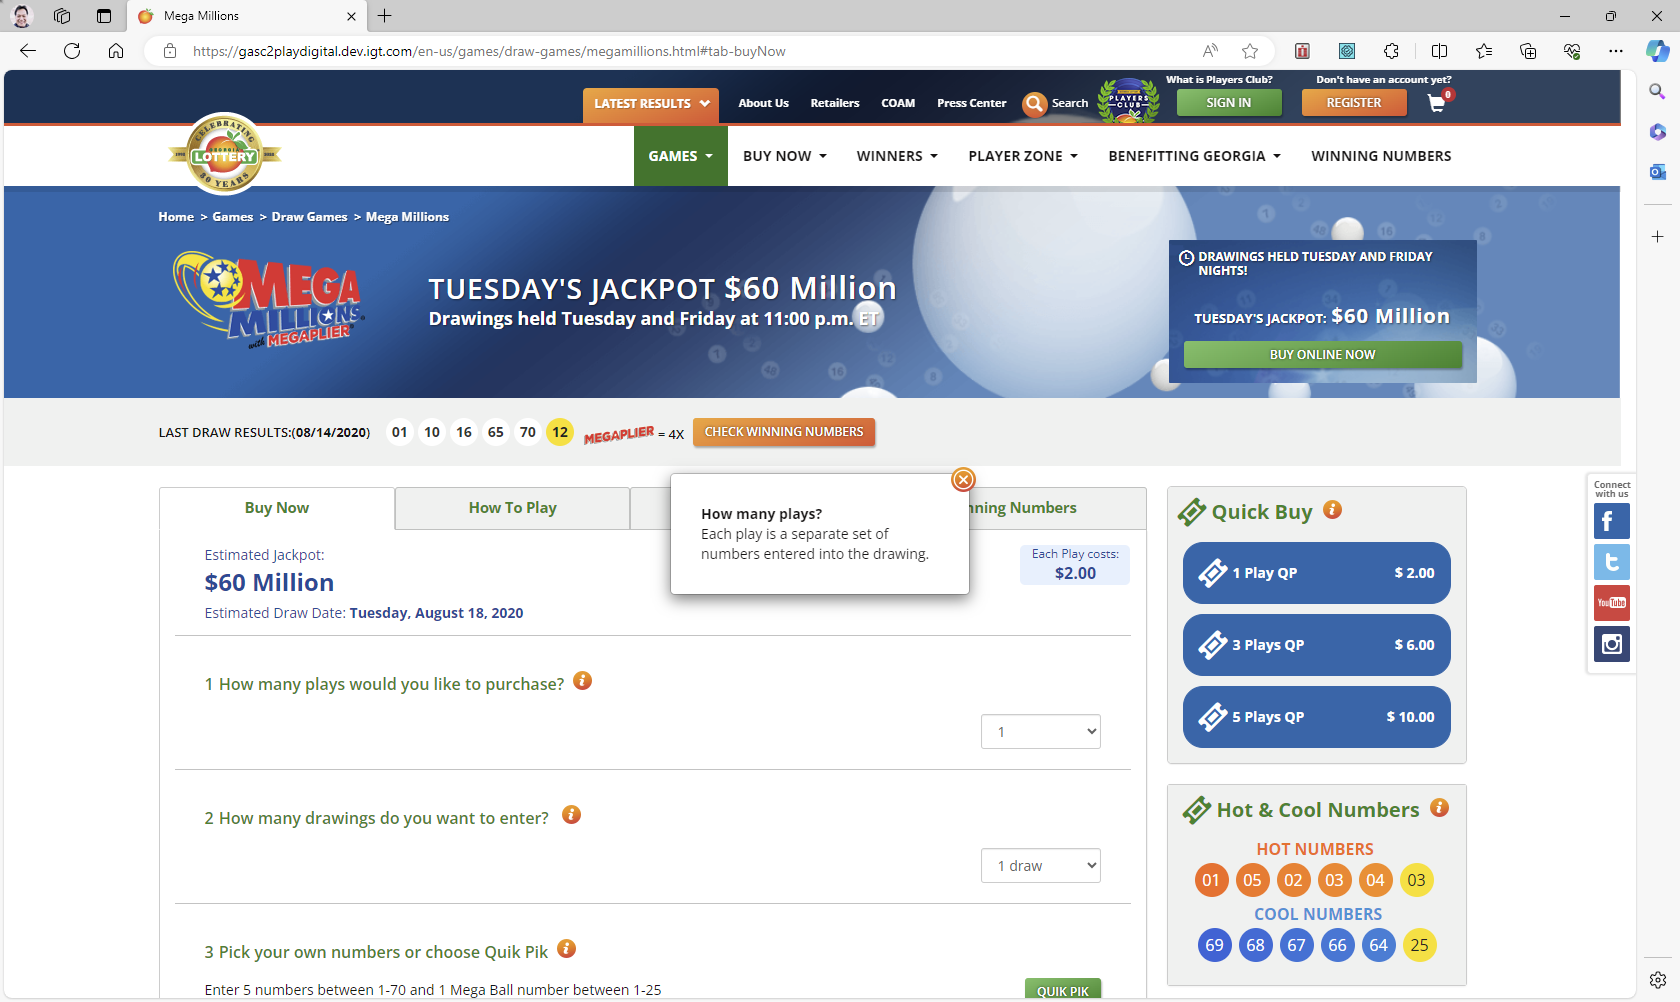 Mega Millions
https://gasc2playdigital.dev.igt.com/en-us/games/draw-games/megamillions.html#tab-buyNow
What is Players Club?
Don't have an account yet?
LATEST RESULTS
About Us
Retailers
COAM
Press Center
Search
PLAYERS
CLUB
SIGN IN
REGISTER
0
CELEBRATING
GEORGIA
LOTTERY
30 YEARS
GAMES
BUY NOW
WINNERS
PLAYER ZONE
BENEFITTING GEORGIA
WINNING NUMBERS
Home > Games > Draw Games > Mega Millions
MEGA
MILLIONS
with MEGAPLIER
TUESDAY'S JACKPOT $60 Million
Drawings held Tuesday and Friday at 11:00 p.m. ET
DRAWINGS HELD TUESDAY AND FRIDAY
NIGHTS!
TUESDAY'S JACKPOT: $60 Million
BUY ONLINE NOW
LAST DRAW RESULTS:(08/14/2020) 01 10 16 65 70 12 MEGAPLIER = 4X CHECK WINNING NUMBERS
Buy Now
How To Play
nning Numbers
How many plays?
Each play is a separate set of
numbers entered into the drawing.
Estimated Jackpot:
$60 Million
Estimated Draw Date: Tuesday, August 18, 2020
Each Play costs:
$2.00
1 How many plays would you like to purchase?
1
2 How many drawings do you want to enter?
1 draw
3 Pick your own numbers or choose Quik Pik
Enter 5 numbers between 1-70 and 1 Mega Ball number between 1-25
QUIK PIK
Quick Buy
1 Play QP $ 2.00
3 Plays QP $ 6.00
5 Plays QP $ 10.00
Hot & Cool Numbers
HOT NUMBERS
01 05 02 03 04 03
COOL NUMBERS
69 68 67 66 64 25
Connect
with us
YouTube